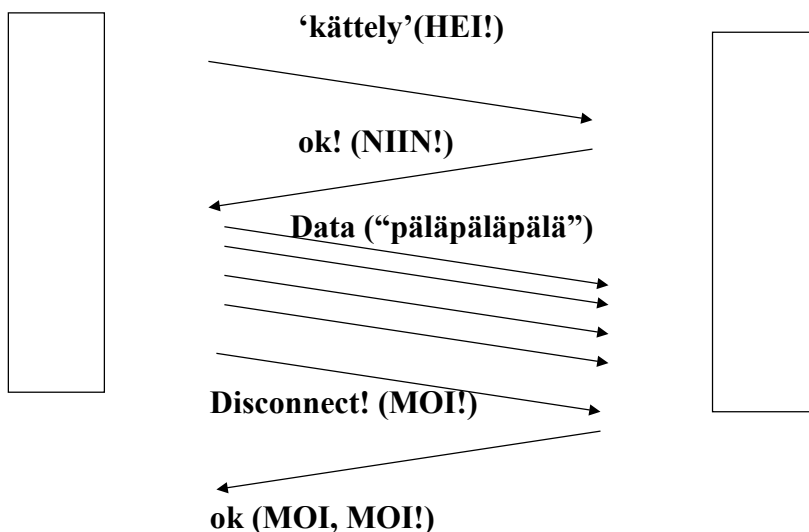 ‘kättely’(HEI!)
ok! (NIIN!)
Data (“päläpäläpälä”)
Disconnect! (MOI!)
ok (MOI, MOI!)